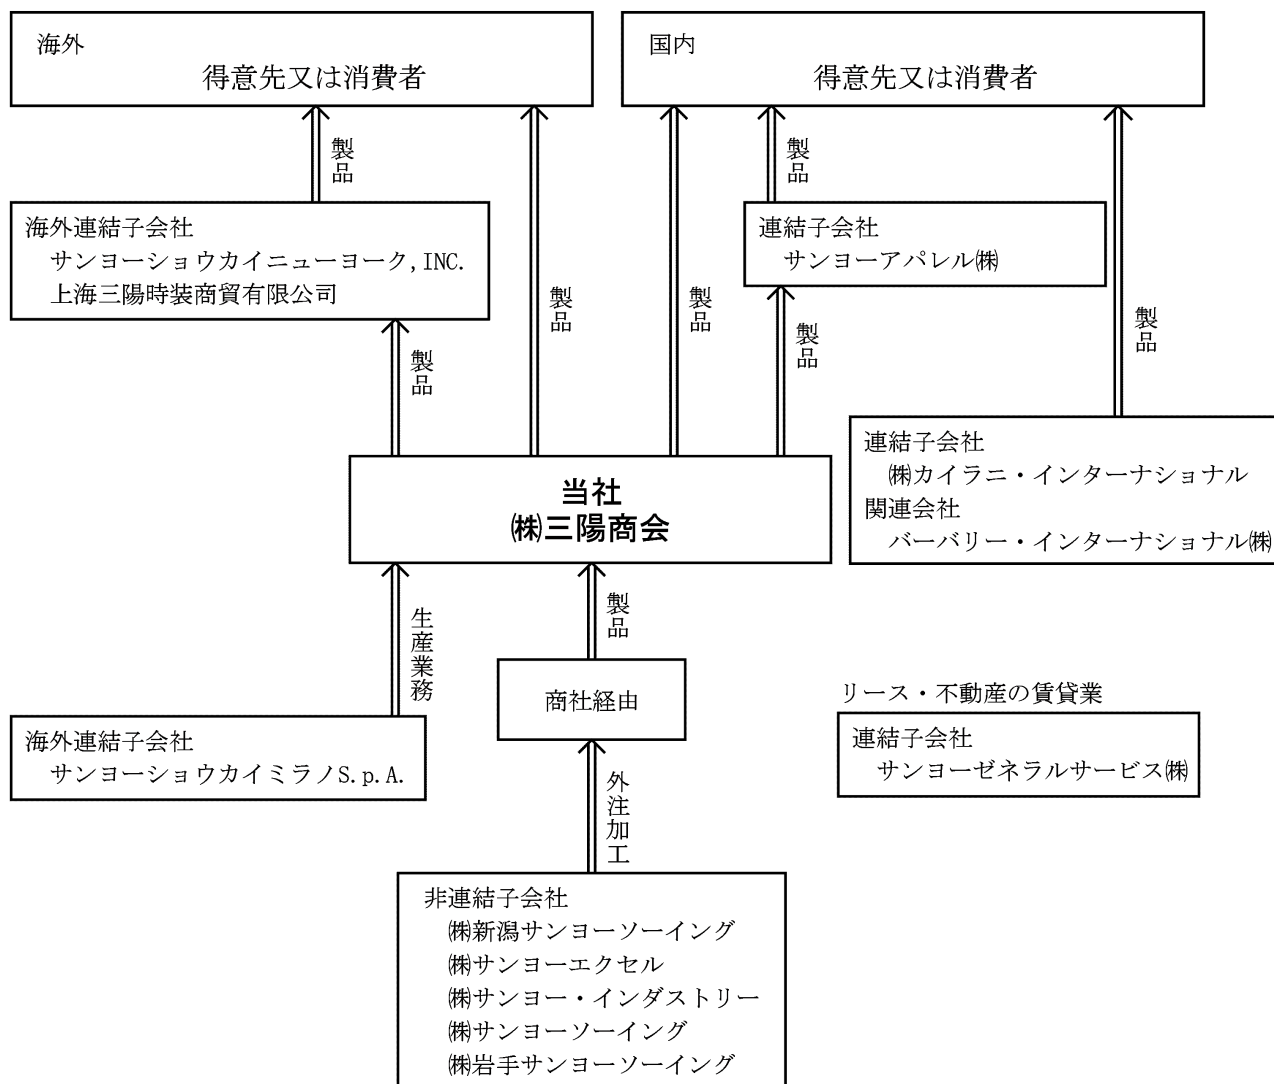 海外
得意先又は消費者
国内
得意先又は消費者
製品
製品
海外連結子会社
サンヨーショウカイニューヨーク,INC.
上海三陽時装商貿有限公司
連結子会社
サンヨーアパレル㈱
製品
製品
製品
製品
製品
連結子会社
㈱カイラニ・インターナショナル
関連会社
バーバリー・インターナショナル㈱
当社
㈱三陽商会
生産業務
製品
商社経由
リース・不動産の賃貸業
連結子会社
サンヨーゼネラルサービス㈱
海外連結子会社
サンヨーショウカイミラノS.p.A.
外注加工
非連結子会社
㈱新潟サンヨーソーイング
㈱サンヨーエクセル
㈱サンヨー・インダストリー
㈱サンヨーソーイング
㈱岩手サンヨーソーイング